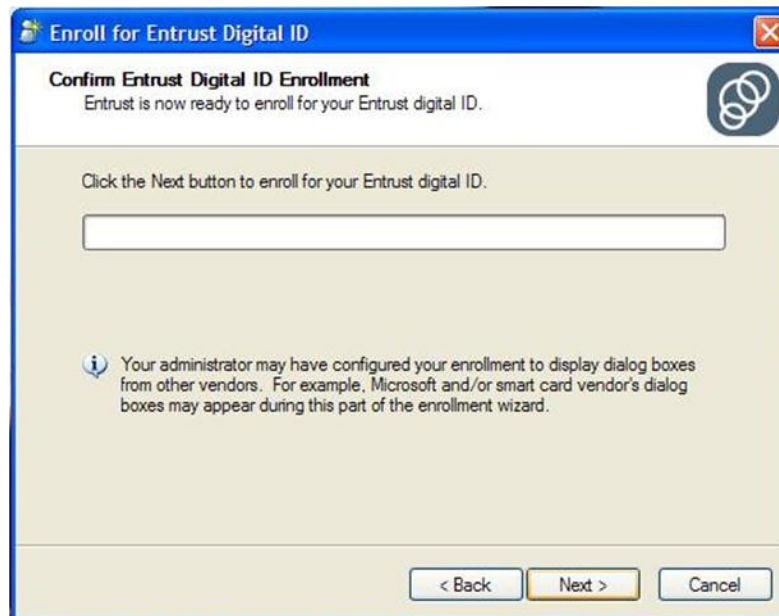 Enroll for Entrust Digital ID
Confirm Entrust Digital ID Enrollment
Entrust is now ready to enroll for your Entrust digital ID.
Click the Next button to enroll for your Entrust digital ID.
Your administrator may have configured your enrollment to display dialog boxes
from other vendors. For example, Microsoft and/or smart card vendor's dialog
boxes may appear during this part of the enrollment wizard.
< Back Next > Cancel